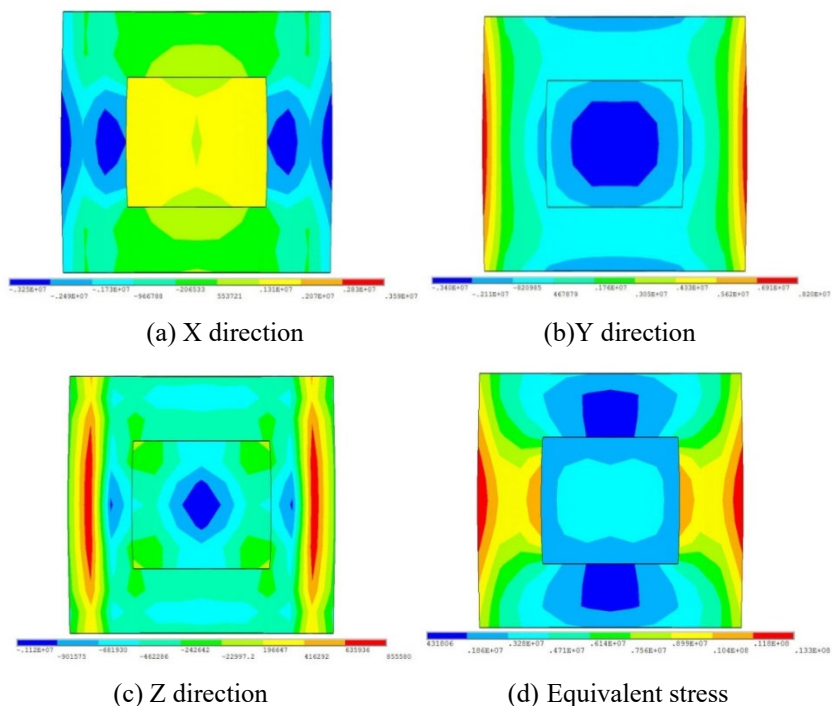 -.325E+07 -.173E+07 -206533 .131E+07 .283E+07
-.249E+07 -966788 553721 .207E+07 .359E+07
-.340E+07 -820985 .176E+07 .433E+07 .691E+07
-.211E+07 467879 .305E+07 .562E+07 .820E+07
(a) X direction
(b)Y direction
-.112E+07 -681930 -242642 196647 635936
-901575 -462286 -22997.2 416292 855580
431806 .328E+07 .614E+07 .899E+07 .118E+08
.186E+07 .471E+07 .756E+07 .104E+08 .133E+08
(c) Z direction
(d) Equivalent stress